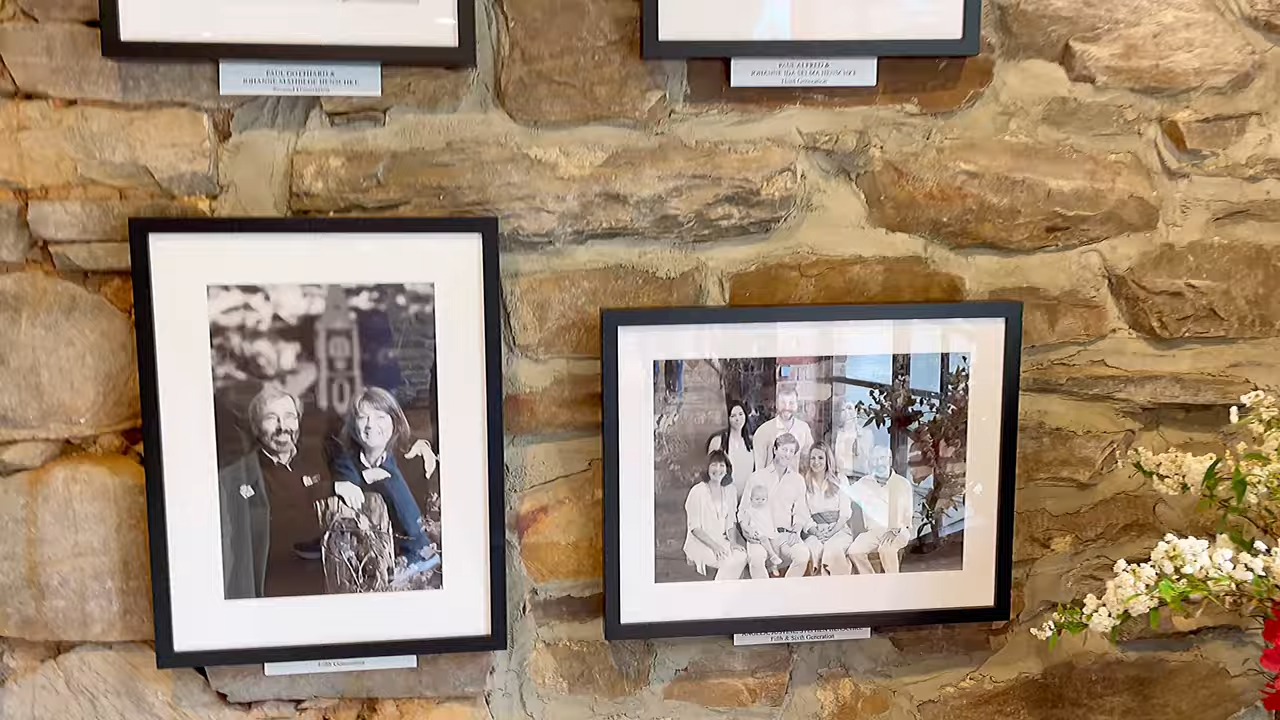 PAUL GOTTHARD &
JOHANNE MATHILDE HENSCHKE
Second Generation
PAUL ALFRED &
JOHANNE IDA SELMA HENSCHKE
Third Generation
Fifth Generation
Fifth & Sixth Generation